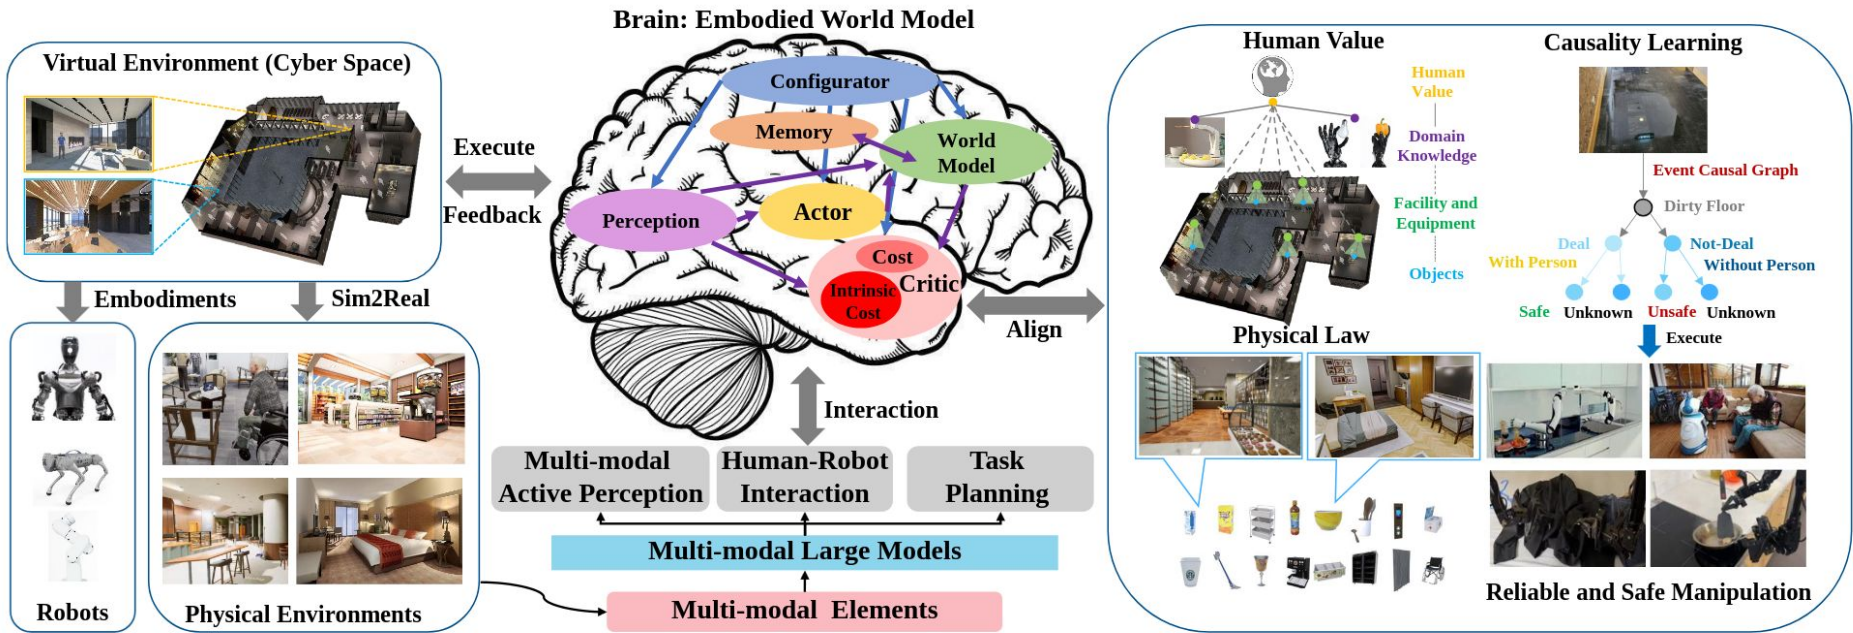 Brain: Embodied World Model
Virtual Environment (Cyber Space)
Execute
Feedback
Embodiments
Sim2Real
Robots
Physical Environments
Configurator
Memory
World
Model
Perception
Actor
Cost
Critic
Intrinsic
Cost
Align
Interaction
Multi-modal
Active Perception
Human-Robot
Interaction
Task
Planning
Multi-modal Large Models
Multi-modal Elements
Human Value
Human
Value
Domain
Knowledge
Facility and
Equipment
Objects
Physical Law
Causality Learning
Event Causal Graph
Dirty Floor
Deal
Not-Deal
With Person
Without Person
Safe
Unknown
Unsafe
Unknown
Execute
Reliable and Safe Manipulation